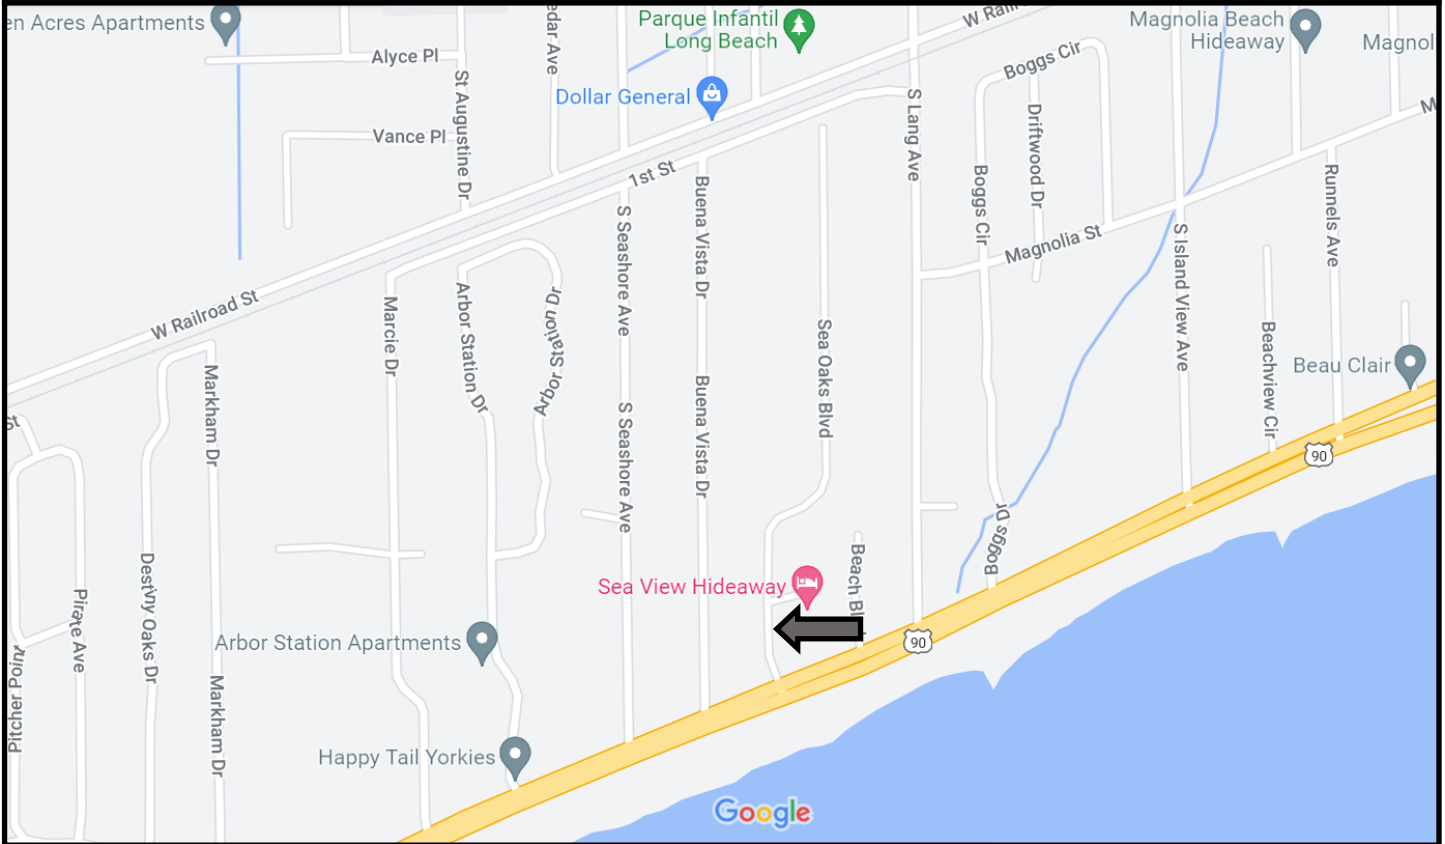 en Acres Apartments
Alyce Pl
edar Ave
Parque Infantil
Long Beach
W Railr
Magnolia Beach
Hideaway
Magnol
Boggs Cir
Dollar General
St Augustine Dr
Vance Pl
S Lang Ave
Driftwood Dr
M
1st St
Buena Vista Dr
Boggs Cir
Runnels Ave
S Seashore Ave
Magnolia St
S Island View Ave
W Railroad St
Marcie Dr
Arbor Station Dr
Arbor Station Dr
Sea Oaks Blvd
Beachview Cir
Beau Clair
Markham Dr
Buena Vista Dr
S Seashore Ave
St
90
Boggs Dr
Destiny Oaks Dr
Pirate Ave
Sea View Hideaway
Beach Bl
Arbor Station Apartments
90
Pitcher Point
Markham Dr
Happy Tail Yorkies
Google